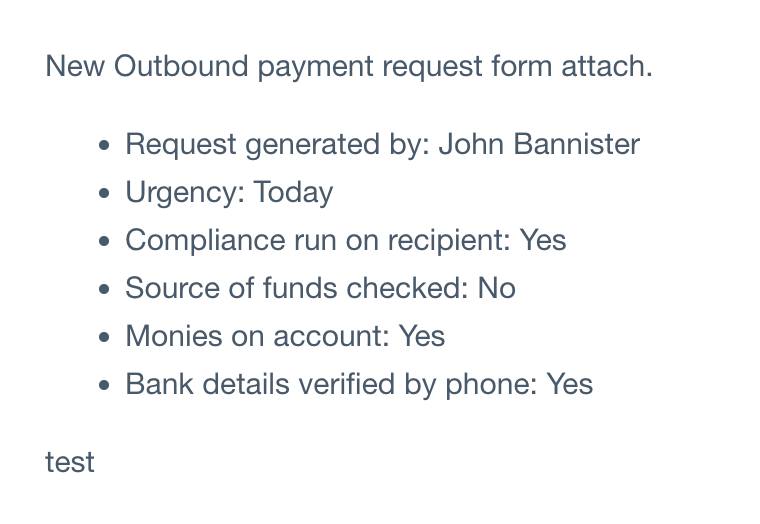 New Outbound payment request form attach.
• Request generated by: John Bannister
• Urgency: Today
• Compliance run on recipient: Yes
• Source of funds checked: No
• Monies on account: Yes
• Bank details verified by phone: Yes
test